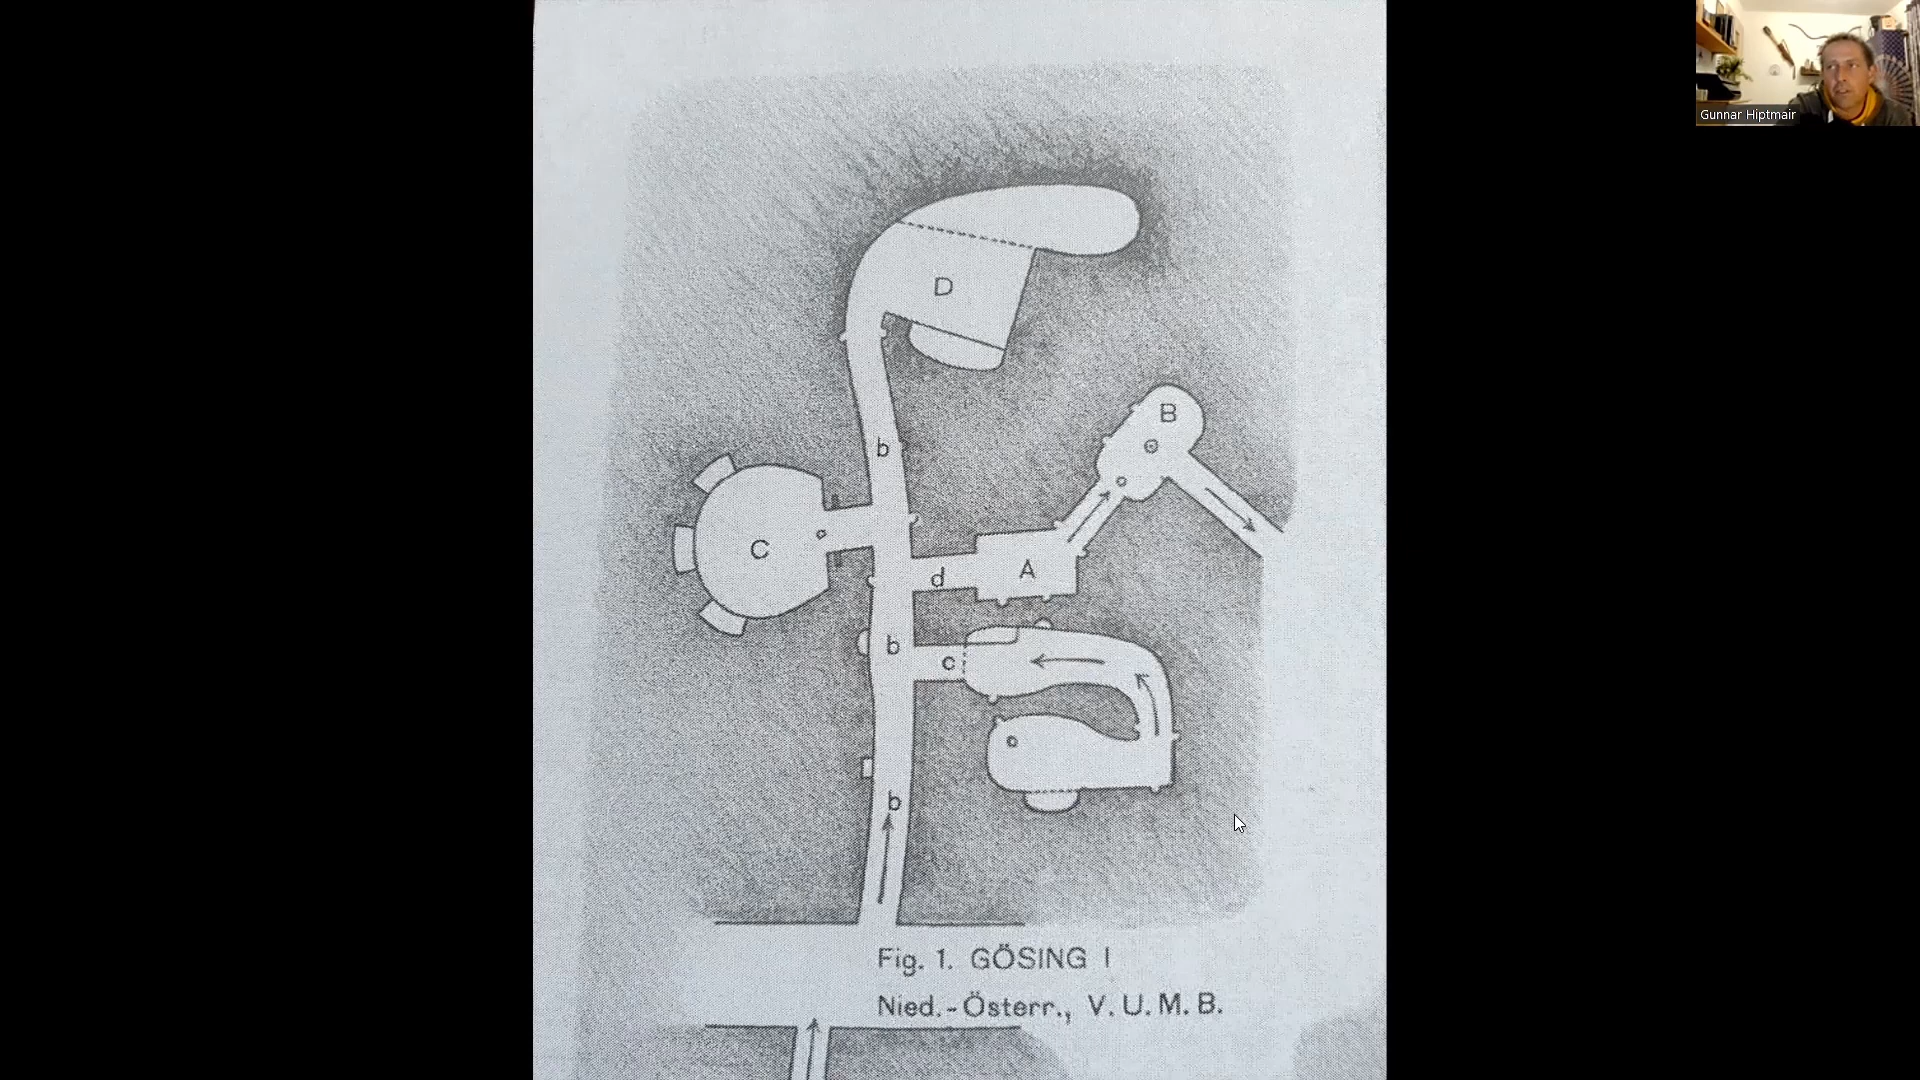 Gunnar Hiptmair
D
B
b
C
d
A
b
c
b
Fig. 1. GÖSING I
Nied.-Österr., V. U. M. B.